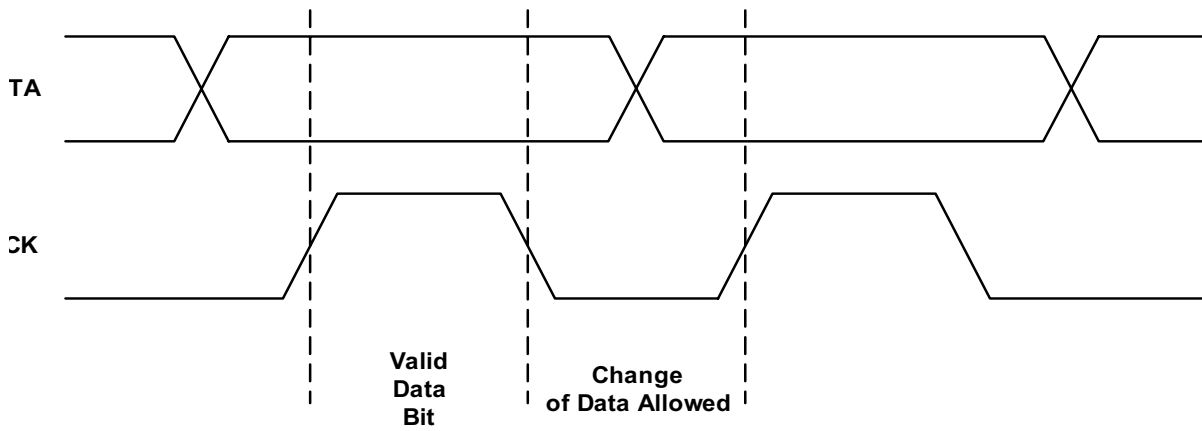 TA
CK
Valid
Data
Bit
Change
of Data Allowed